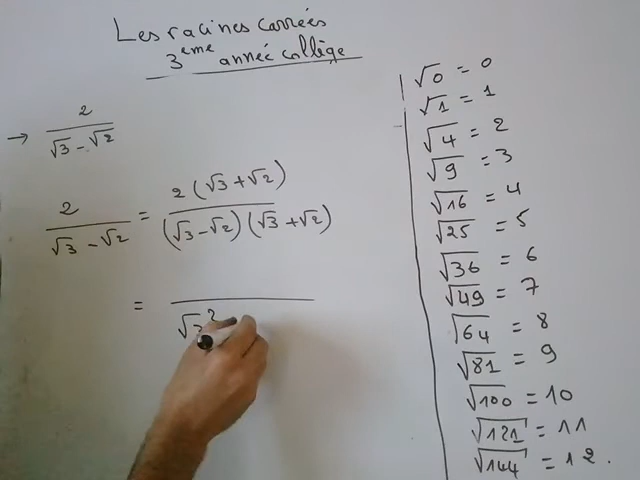 Les racines carrées
3eme année collège
→ 2 / (√3 - √2)
2 / (√3 - √2) = 2(√3 + √2) / (√3 - √2)(√3 + √2)
= / √3²
√0 = 0
√1 = 1
√4 = 2
√9 = 3
√16 = 4
√25 = 5
√36 = 6
√49 = 7
√64 = 8
√81 = 9
√100 = 10
√121 = 11
√144 = 12.